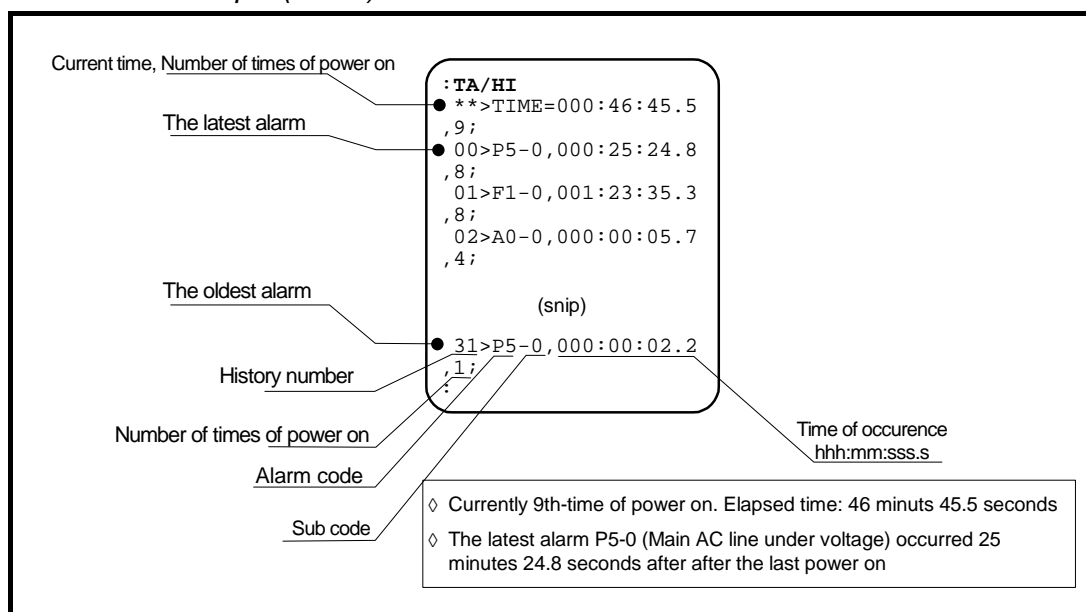 Current time, Number of times of power on
The latest alarm
The oldest alarm
History number
Number of times of power on
Alarm code
Sub code
:TA/HI
**>TIME=000:46:45.5
,9;
00>P5-0,000:25:24.8
,8;
01>F1-0,001:23:35.3
,8;
02>A0-0,000:00:05.7
,4;
(snip)
31>P5-0,000:00:02.2
,1;
:
Time of occurence
hhh:mm:sss.s
◊ Currently 9th-time of power on. Elapsed time: 46 minuts 45.5 seconds
◊ The latest alarm P5-0 (Main AC line under voltage) occurred 25
minutes 24.8 seconds after after the last power on